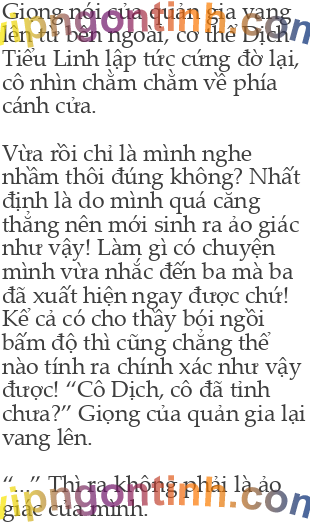 Giọng nói của quản gia vang
lên từ bên ngoài, cơ thể Dịch
Tiểu Linh lập tức cứng đờ lại,
cô nhìn chằm chằm về phía
cánh cửa.
Vừa rồi chỉ là mình nghe
nhầm thôi đúng không? Nhất
định là do mình quá căng
thẳng nên mới sinh ra ảo giác
như vậy! Làm gì có chuyện
mình vừa nhắc đến ba mà ba
đã xuất hiện ngay được chứ!
Kể cả có cho thầy bói ngồi
bấm độ thì cũng chẳng thể
nào tính ra chính xác như vậy
được! “Cô Dịch, cô đã tỉnh
chưa?” Giọng của quản gia lại
vang lên.
“...” Thì ra không phải là ảo
giác của mình.
vipngontinh.com
vipngontinh.com